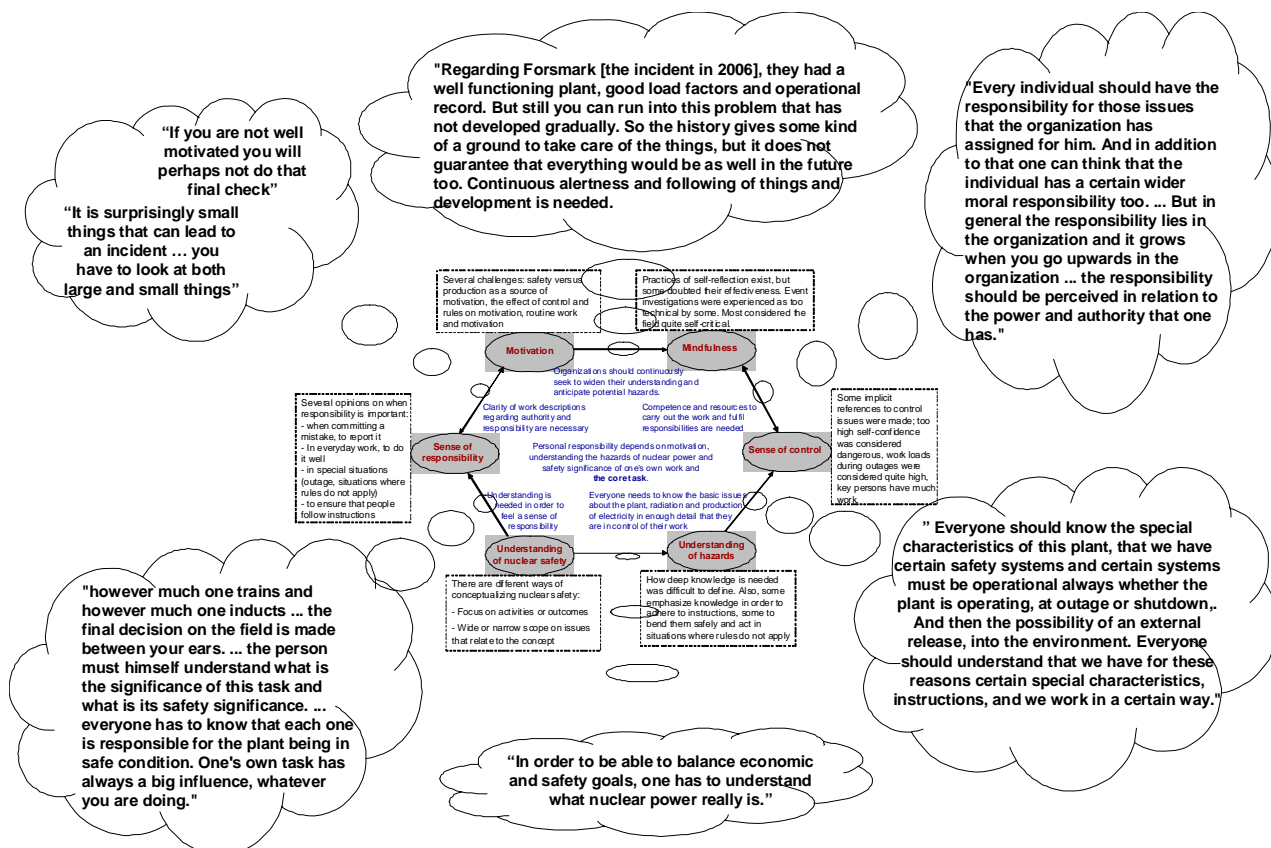 "Regarding Forsmark [the incident in 2006], they had a
well functioning plant, good load factors and operational
record. But still you can run into this problem that has
not developed gradually. So the history gives some kind
of a ground to take care of the things, but it does not
guarantee that everything would be as well in the future
too. Continuous alertness and following of things and
development is needed.
“If you are not well
motivated you will
perhaps not do that
final check”
“It is surprisingly small
things that can lead to
an incident … you
have to look at both
large and small things”
"Every individual should have the
responsibility for those issues
that the organization has
assigned for him. And in addition
to that one can think that the
individual has a certain wider
moral responsibility too. ... But in
general the responsibility lies in
the organization and it grows
when you go upwards in the
organization ... the responsibility
should be perceived in relation to
the power and authority that one
has."
Several challenges: safety versus
production as a source of
motivation, the effect of control and
rules on motivation, routine work
and motivation
Practices of self-reflection exist, but
some doubted their effectiveness. Event
investigations were experienced as too
technical by some. Most considered the
field quite self-critical.
Motivation
Mindfulness
Organizations should continuously
seek to widen their understanding and
anticipate potential hazards.
Clarity of work descriptions
regarding authority and
responsibility are necessary
Competence and resources to
carry out the work and fulfil
responsibilities are needed
Several opinions on when
responsibility is important:
- when committing a
mistake, to report it
- In everyday work, to do
it well
- in special situations
(outage, situations where
rules do not apply)
- to ensure that people
follow instructions
Sense of
responsibility
Personal responsibility depends on motivation,
understanding the hazards of nuclear power and
safety significance of one's own work and
the core task.
Sense of control
Some implicit
references to control
issues were made; too
high self-confidence
was considered
dangerous, work loads
during outages were
considered quite high,
key persons have much
work
Understanding is
needed in order to
feel a sense of
responsibility
Everyone needs to know the basic issues
about the plant, radiation and production
of electricity in enough detail that they
are in control of their work
Understanding
of nuclear safety
Understanding
of hazards
There are different ways of
conceptualizing nuclear safety:
- Focus on activities or outcomes
- Wide or narrow scope on issues
that relate to the concept
How deep knowledge is needed
was difficult to define. Also, some
emphasize knowledge in order to
adhere to instructions, some to
bend them safely and act in
situations where rules do not apply
"however much one trains and
however much one inducts ... the
final decision on the field is made
between your ears. ... the person
must himself understand what is
the significance of this task and
what is its safety significance. ...
everyone has to know that each one
is responsible for the plant being in
safe condition. One's own task has
always a big influence, whatever
you are doing."
” Everyone should know the special
characteristics of this plant, that we have
certain safety systems and certain systems
must be operational always whether the
plant is operating, at outage or shutdown,.
And then the possibility of an external
release, into the environment. Everyone
should understand that we have for these
reasons certain special characteristics,
instructions, and we work in a certain way."
“In order to be able to balance economic
and safety goals, one has to understand
what nuclear power really is.”